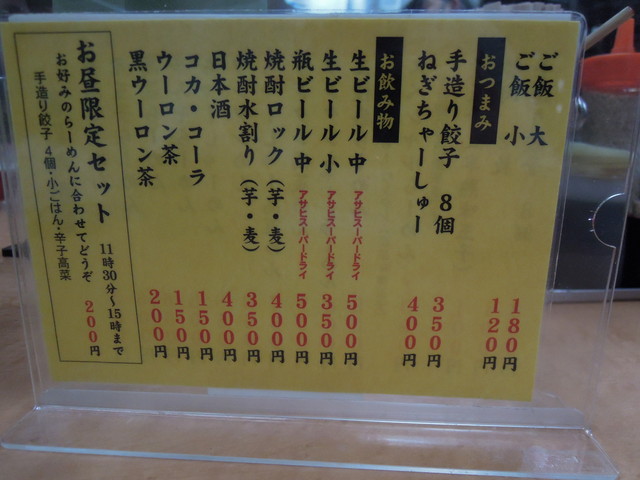 ご飯 大 180円
ご飯 小 120円
おつまみ
手造り餃子 8個 350円
ねぎちゃーしゅー 400円
お飲み物
生ビール 中 アサヒスーパードライ 500円
生ビール 小 アサヒスーパードライ 350円
瓶ビール 中 アサヒスーパードライ 500円
焼酎ロック(芋・麦) 400円
焼酎水割り(芋・麦) 350円
日本酒 400円
コカ・コーラ 150円
ウーロン茶 150円
黒ウーロン茶 200円
お昼限定セット 11時30分〜15時まで
お好みのらーめんに合わせてどうぞ 200円
手造り餃子4個・小ごはん・辛子高菜